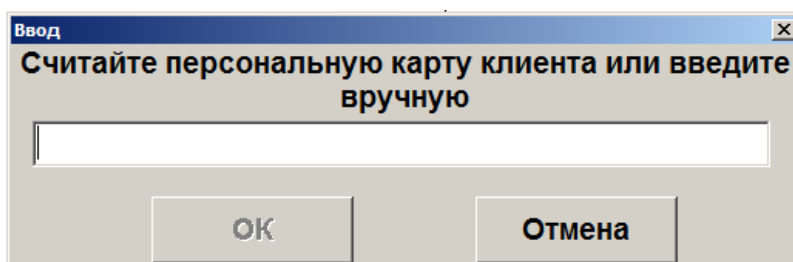 Ввод
Считайте персональную карту клиента или введите
вручную
ОК
Отмена